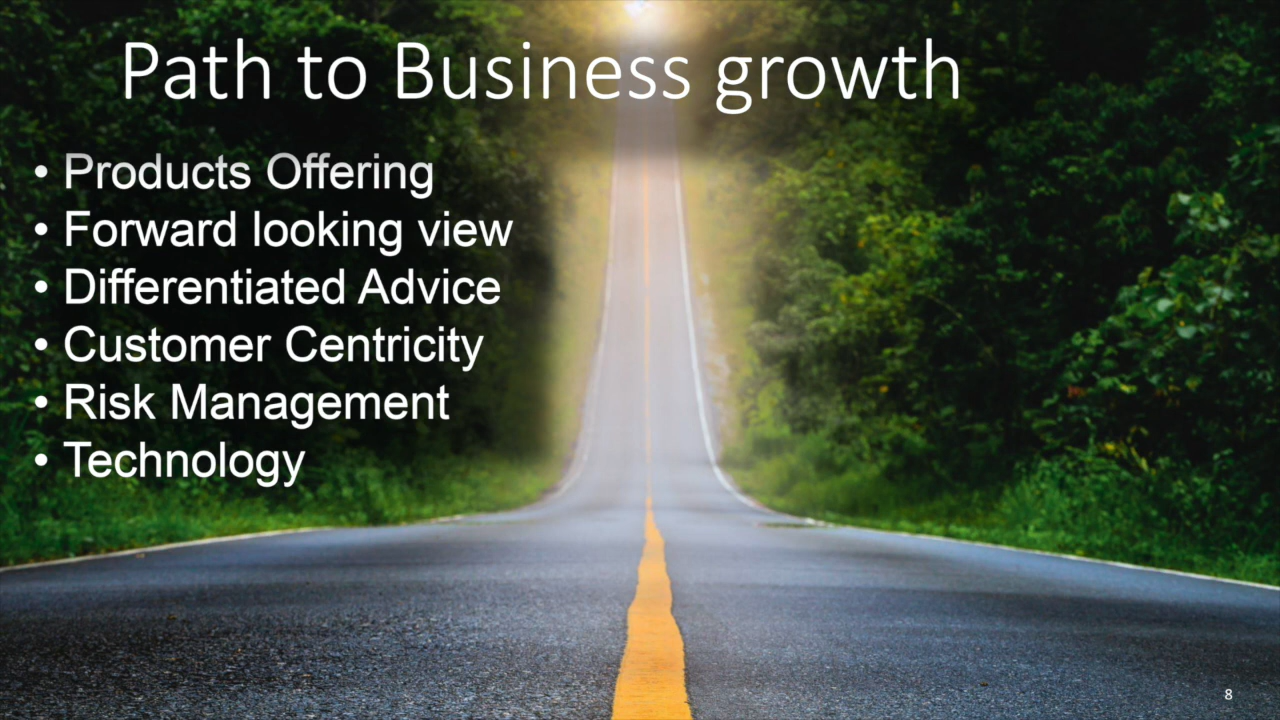 Path to Business growth
• Products Offering
• Forward looking view
• Differentiated Advice
• Customer Centricity
• Risk Management
• Technology
8